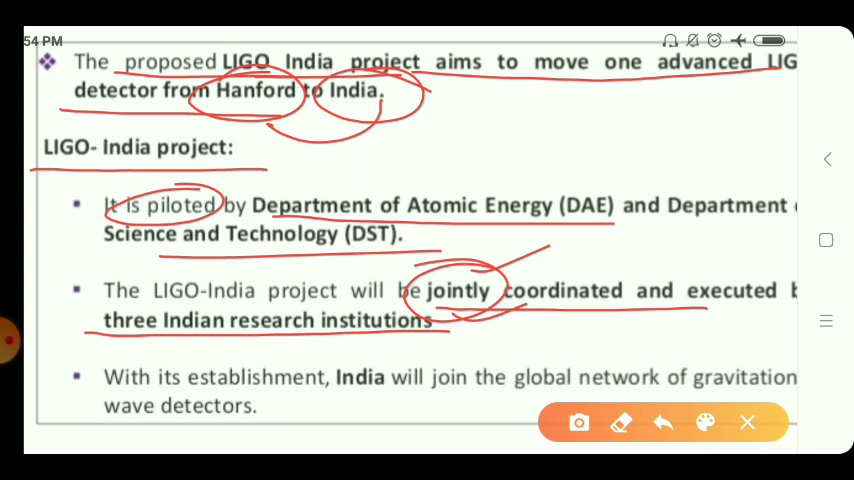 54 PM
The proposed LIGO India project aims to move one advanced LIG
detector from Hanford to India.
LIGO- India project:
It is piloted by Department of Atomic Energy (DAE) and Department
Science and Technology (DST).
The LIGO-India project will be jointly coordinated and executed b
three Indian research institutions
With its establishment, India will join the global network of gravitation
wave detectors.